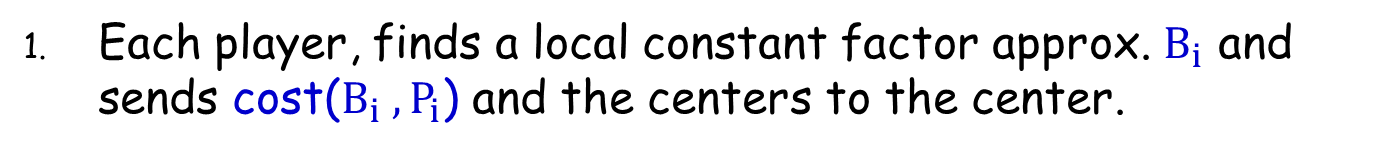 1. Each player, finds a local constant factor approx. Bᵢ and
sends cost(Bᵢ , Pᵢ) and the centers to the center.